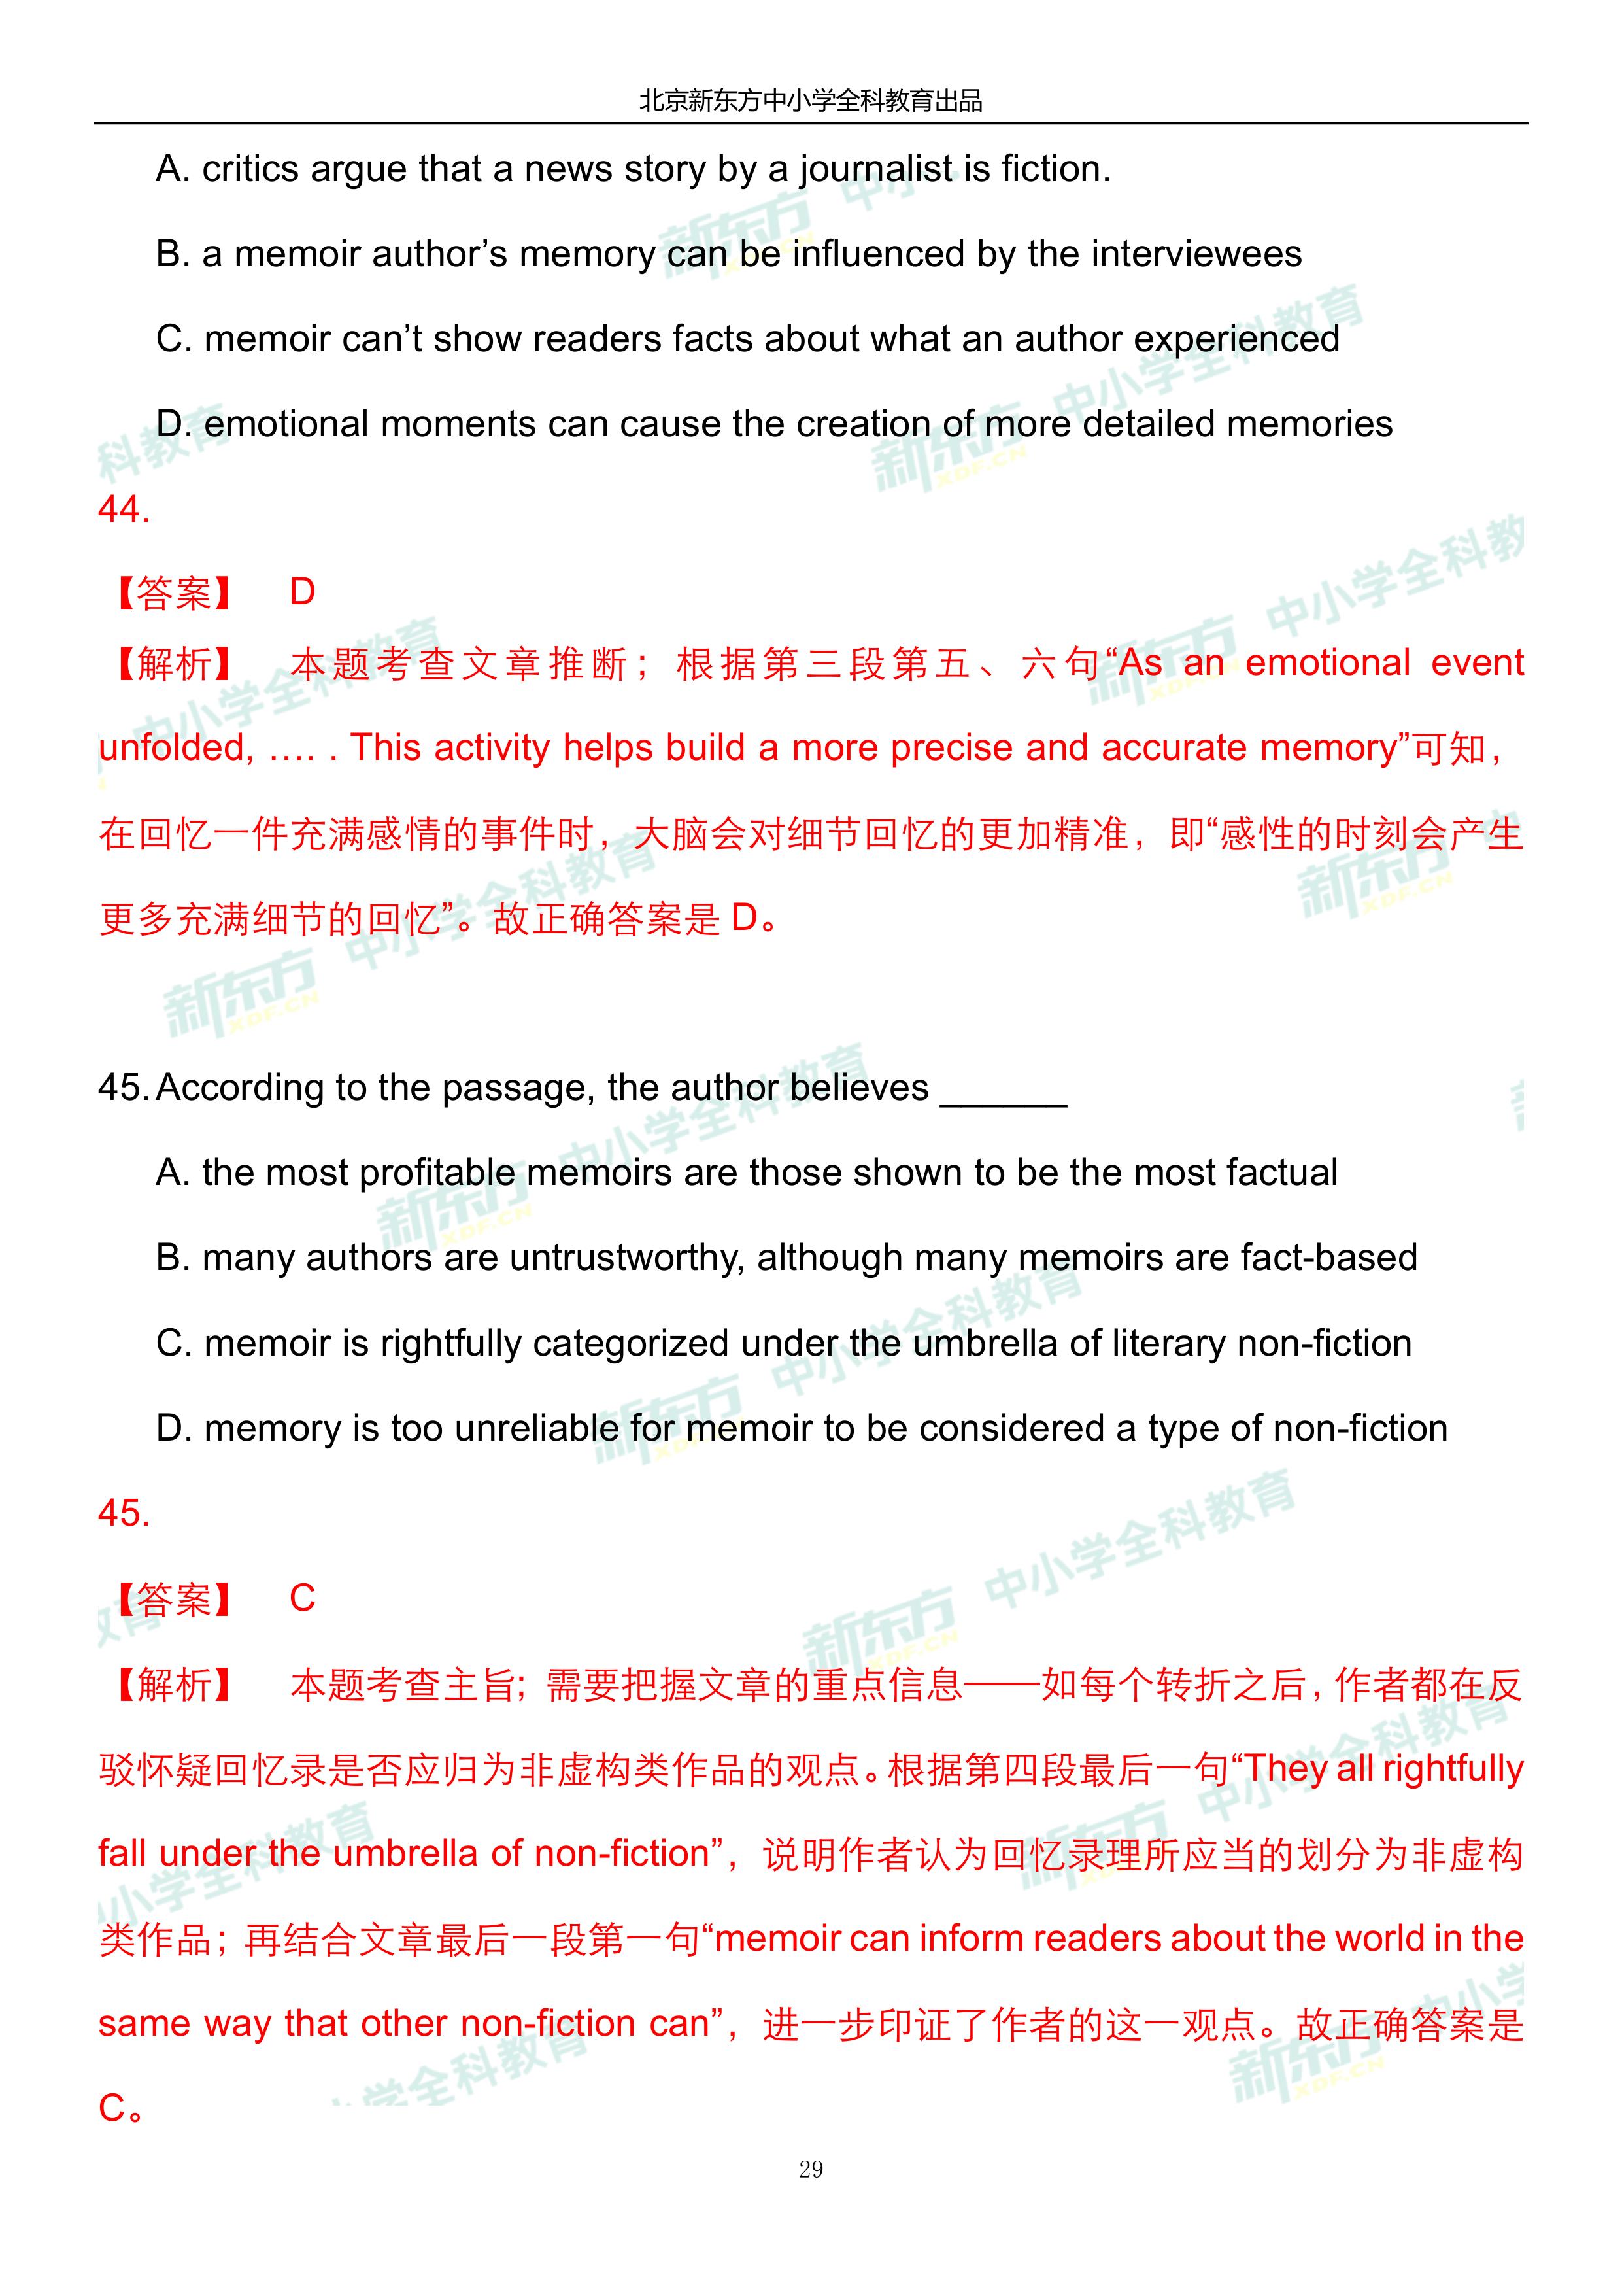 北京新东方中小学全科教育出品
A. critics argue that a news story by a journalist is fiction.
B. a memoir author’s memory can be influenced by the interviewees
C. memoir can’t show readers facts about what an author experienced
D. emotional moments can cause the creation of more detailed memories
44.
【答案】 D
【解析】 本题考查文章推断；根据第三段第五、六句“As an emotional event
unfolded, …. . This activity helps build a more precise and accurate memory”可知，
在回忆一件充满感情的事件时，大脑会对细节回忆的更加精准，即“感性的时刻会产生
更多充满细节的回忆”。故正确答案是 D。
45. According to the passage, the author believes ______
A. the most profitable memoirs are those shown to be the most factual
B. many authors are untrustworthy, although many memoirs are fact-based
C. memoir is rightfully categorized under the umbrella of literary non-fiction
D. memory is too unreliable for memoir to be considered a type of non-fiction
45.
【答案】 C
【解析】 本题考查主旨；需要把握文章的重点信息——如每个转折之后，作者都在反
驳怀疑回忆录是否应归为非虚构类作品的观点。根据第四段最后一句“They all rightfully
fall under the umbrella of non-fiction”，说明作者认为回忆录理所应当的划分为非虚构
类作品；再结合文章最后一段第一句“memoir can inform readers about the world in the
same way that other non-fiction can”，进一步印证了作者的这一观点。故正确答案是
C。
29